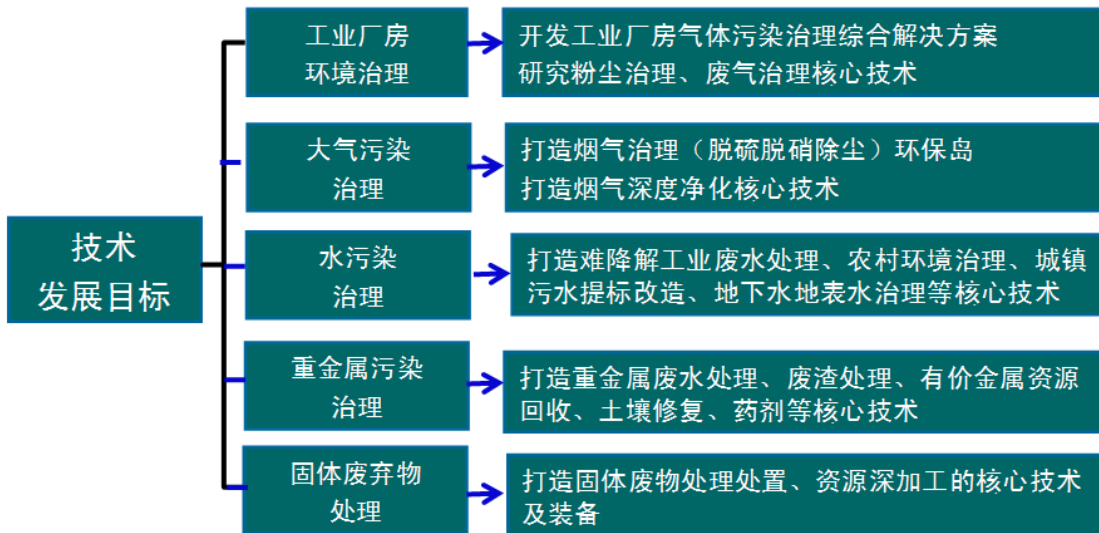 技术
发展目标
工业厂房
环境治理
开发工业厂房气体污染治理综合解决方案
研究粉尘治理、废气治理核心技术
大气污染
治理
打造烟气治理（脱硫脱硝除尘）环保岛
打造烟气深度净化核心技术
水污染
治理
打造难降解工业废水处理、农村环境治理、城镇
污水提标改造、地下水地表水治理等核心技术
重金属污染
治理
打造重金属废水处理、废渣处理、有价金属资源
回收、土壤修复、药剂等核心技术
固体废弃物
处理
打造固体废物处理处置、资源深加工的核心技术
及装备